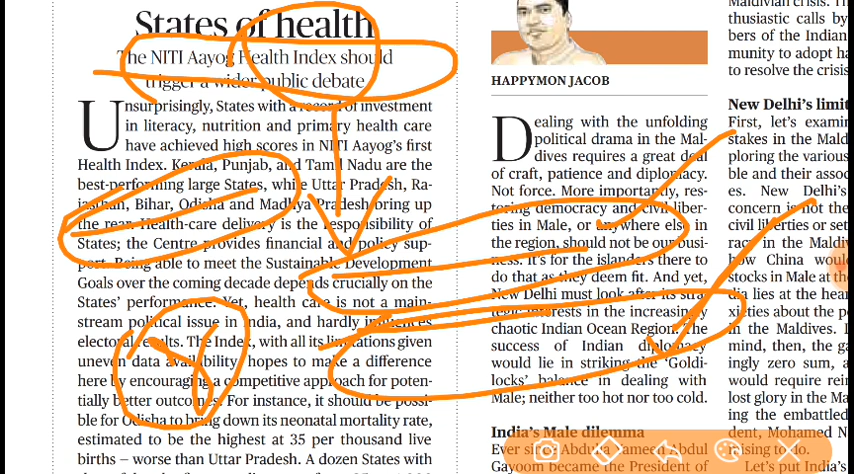 States of health
The NITI Aayog Health Index should
trigger a wider public debate
Unsurprisingly, States with a record of investment
in literacy, nutrition and primary health care
have achieved high scores in NITI Aayog's first
Health Index. Kerala, Punjab, and Tamil Nadu are the
best-performing large States, while Uttar Pradesh, Ra-
jasthan, Bihar, Odisha and Madhya Pradesh bring up
the rear. Health-care delivery is the responsibility of
States; the Centre provides financial and policy sup-
port. Being able to meet the Sustainable Development
Goals over the coming decade depends crucially on the
States' performance. Yet, health care is not a main-
stream political issue in India, and hardly influences
electoral results. The Index, with all its limitations given
uneven data availability, hopes to make a difference
here by encouraging a competitive approach for poten-
tially better outcomes. For instance, it should be possi-
ble for Odisha to bring down its neonatal mortality rate,
estimated to be the highest at 35 per thousand live
births – worse than Uttar Pradesh. A dozen States with
HAPPYMON JACOB
Dealing with the unfolding
political drama in the Mal-
dives requires a great deal
of craft, patience and diplomacy.
Not force. More importantly, res-
toring democracy and civil liber-
ties in Male, or anywhere else in
the region, should not be our busi-
ness. It's for the islanders there to
do that as they deem fit. And yet,
New Delhi must look after its stra-
tegic interests in the increasingly
chaotic Indian Ocean Region. The
success of Indian diplomacy
would lie in striking the 'Goldi-
locks' balance in dealing with
Male; neither too hot nor too cold.
India's Male dilemma
Ever since Abdulla Yameen Abdul
Gayoom became the President of
Maldivian crisis.
thusiastic calls by
bers of the Indian
munity to adopt
to resolve the crisis
New Delhi's
First, let's
stakes in the
ploring the various
ble and their
es. New Delhi's
concern is not the
civil liberties or
in the
how China
stocks in Male at
lies at the
xieties about the
in the Maldives.
mind, then, the
ingly zero sum, a
would require
lost glory in the
ing the embattled
dent, Mohamed N
rising to do.
Let's put India's